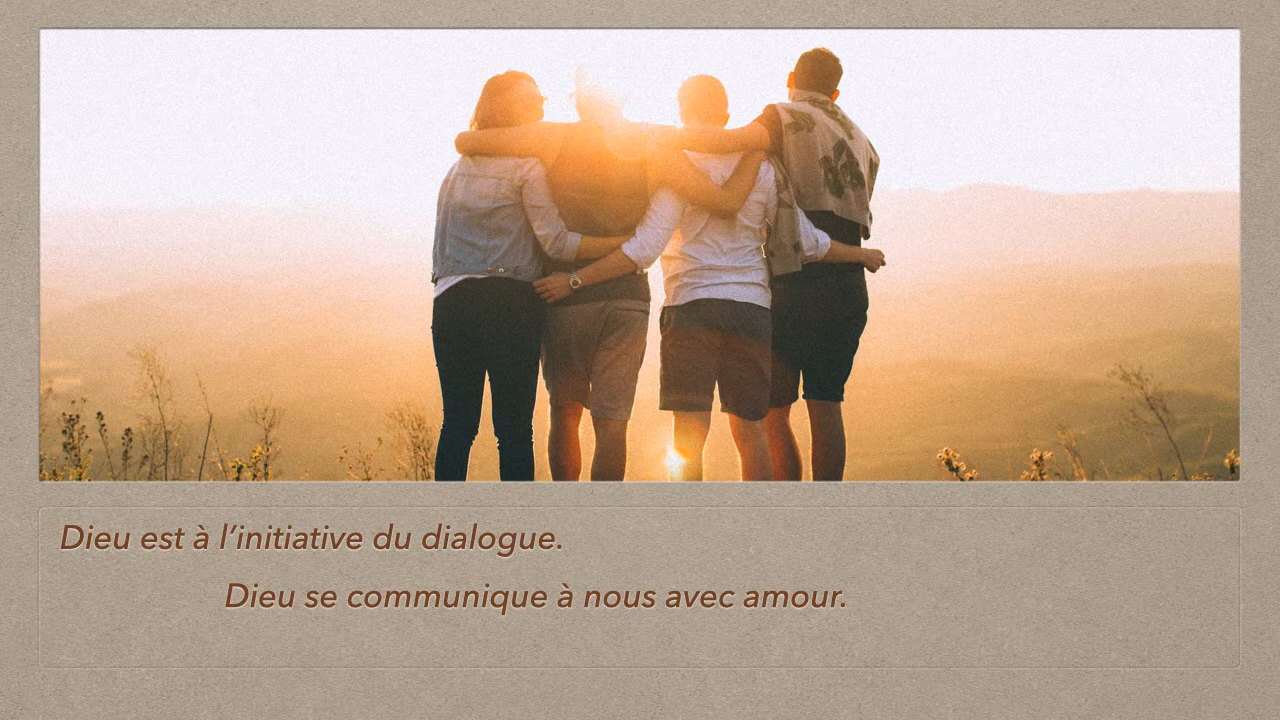 Dieu est à l’initiative du dialogue.
Dieu se communique à nous avec amour.